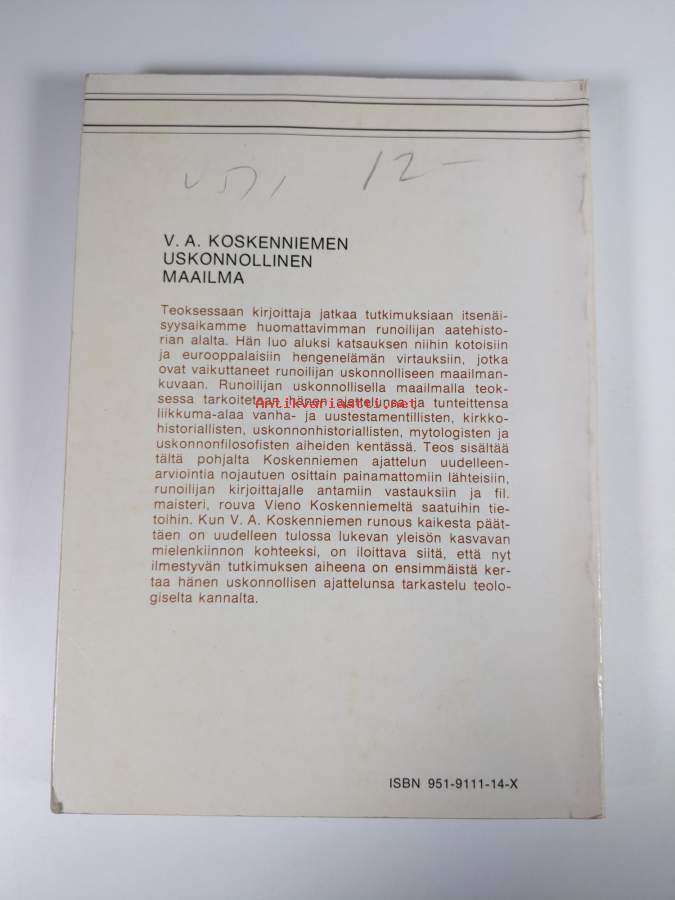 12-
V. A. KOSKENNIEMEN
USKONNOLLINEN
MAAILMA
Teoksessaan kirjoittaja jatkaa tutkimuksiaan itsenäi-
syysaikamme huomattavimman runoilijan aatehisto-
rian alalta. Hän luo aluksi katsauksen niihin kotoisiin
ja eurooppalaisiin hengenelämän virtauksiin, jotka
ovat vaikuttaneet runoilijan uskonnolliseen maailman-
kuvaan. Runoilijan uskonnollisella maailmalla teok-
sessa tarkoitetaan hänen ajattelunsa ja tunteittensa
Antikvariaatti.net
liikkuma-alaa vanha- ja uustestamentillisten, kirkko-
historiallisten, uskonnonhistoriallisten, mytologisten ja
uskonnonfilosofisten aiheiden kentässä. Teos sisältää
tältä pohjalta Koskenniemen ajattelun uudelleen-
arviointia nojautuen osittain painamattomiin lähteisiin,
runoilijan kirjoittajalle antamiin vastauksiin ja fil.
maisteri, rouva Vieno Koskenniemeltä saatuihin tie-
toihin. Kun V. A. Koskenniemen runous kaikesta päät-
täen on uudelleen tulossa lukevan yleisön kasvavan
mielenkiinnon kohteeksi, on iloittava siitä, että nyt
ilmestyvän tutkimuksen aiheena on ensimmäistä ker-
taa hänen uskonnollisen ajattelunsa tarkastelu teolo-
giselta kannalta.
ISBN 951-9111-14-X